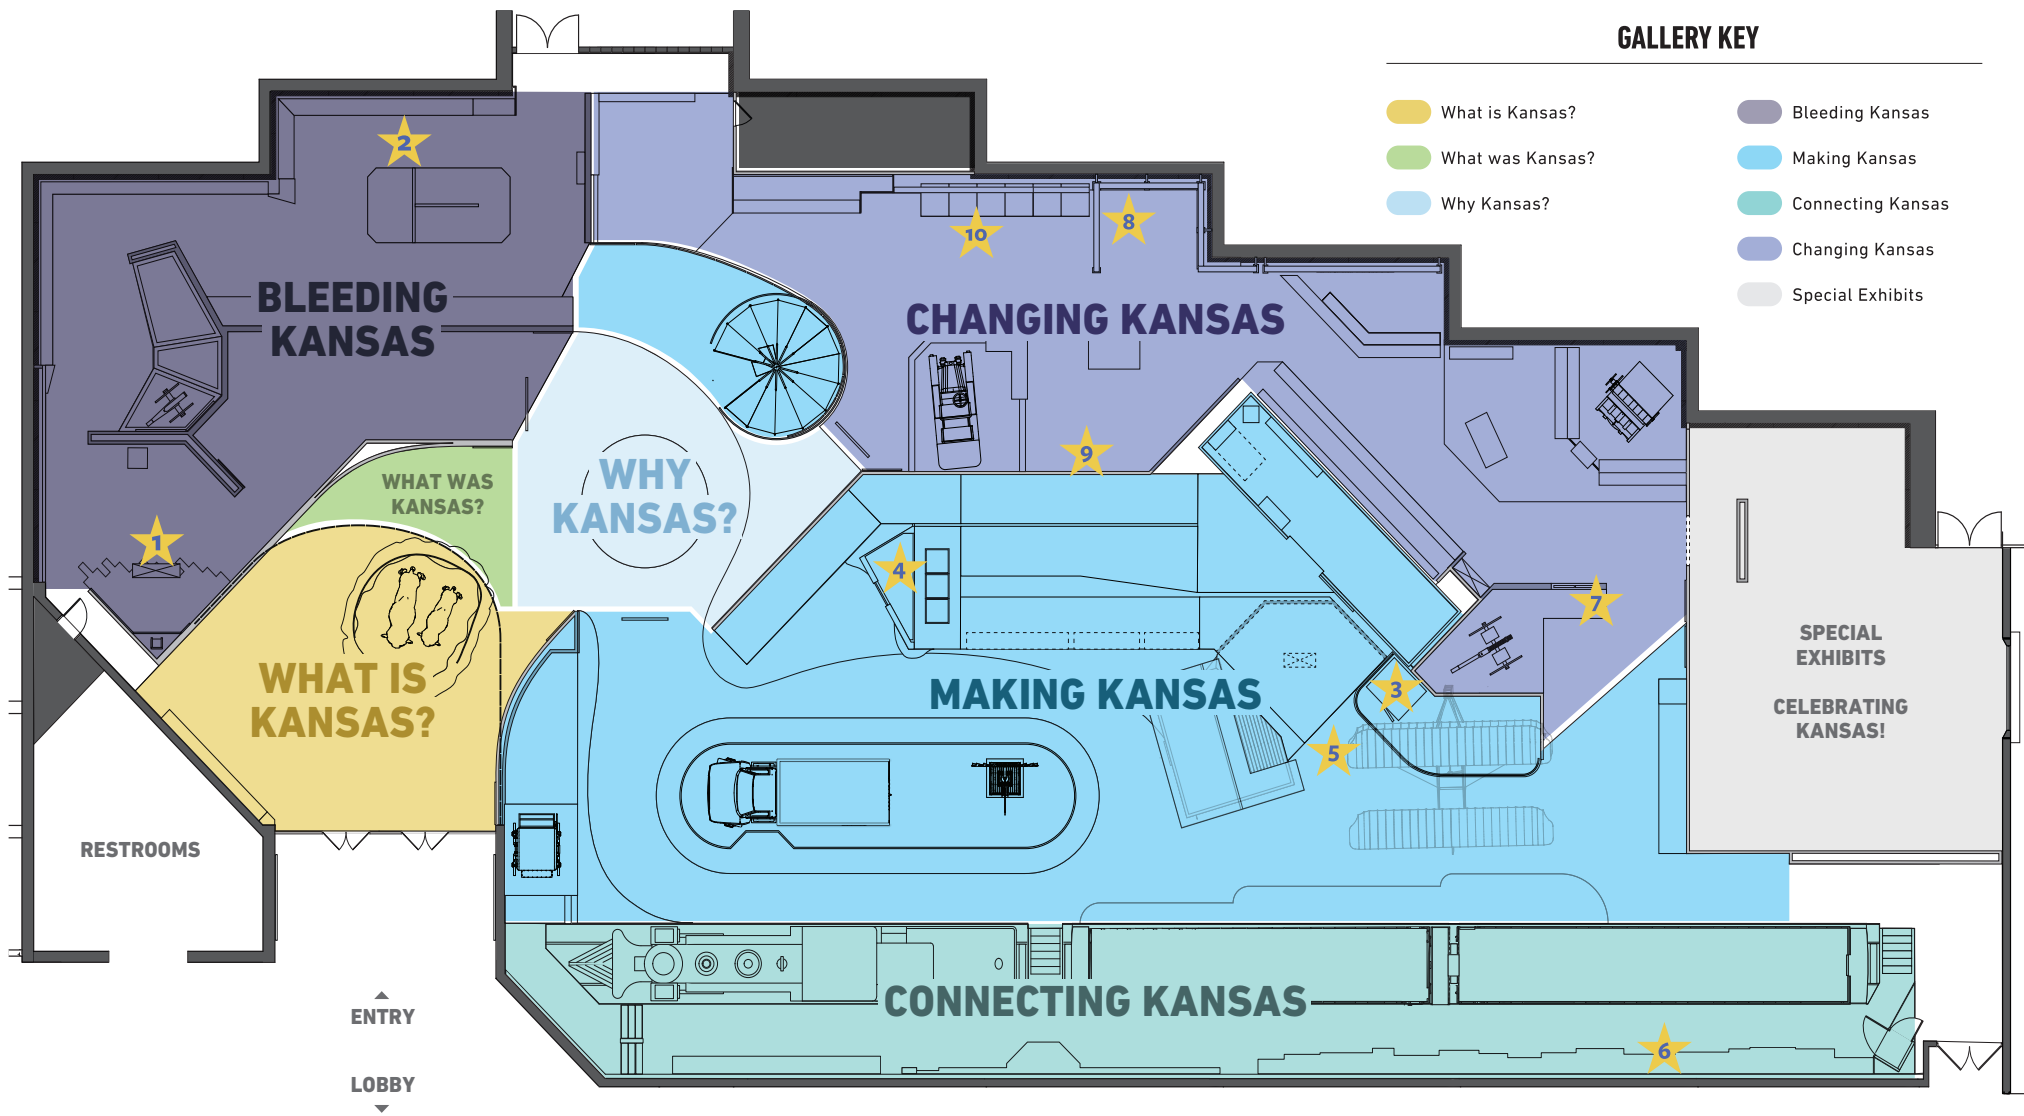 GALLERY KEY
What is Kansas?
What was Kansas?
Why Kansas?
Bleeding Kansas
Making Kansas
Connecting Kansas
Changing Kansas
Special Exhibits
2
10
8
BLEEDING
KANSAS
CHANGING KANSAS
9
WHAT WAS
KANSAS?
WHY
KANSAS?
1
4
7
WHAT IS
KANSAS?
MAKING KANSAS
3
5
SPECIAL
EXHIBITS
CELEBRATING
KANSAS!
RESTROOMS
CONNECTING KANSAS
6
ENTRY
LOBBY